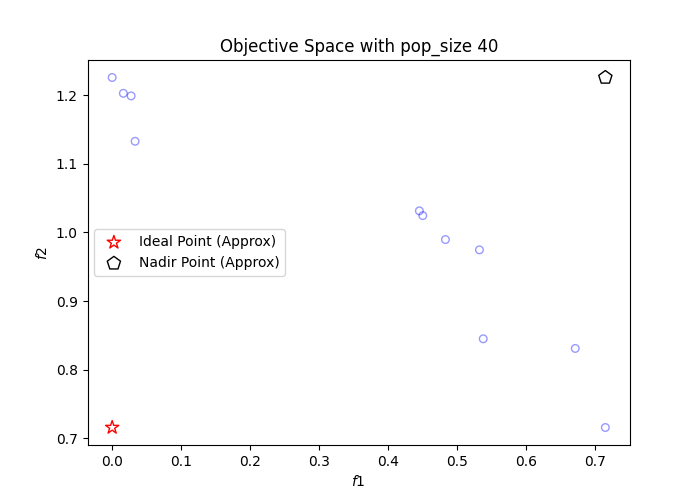 Objective Space with pop_size 40
1.2
1.1
1.0
0.9
0.8
0.7
f2
Ideal Point (Approx)
Nadir Point (Approx)
0.0 0.1 0.2 0.3 0.4 0.5 0.6 0.7
f1